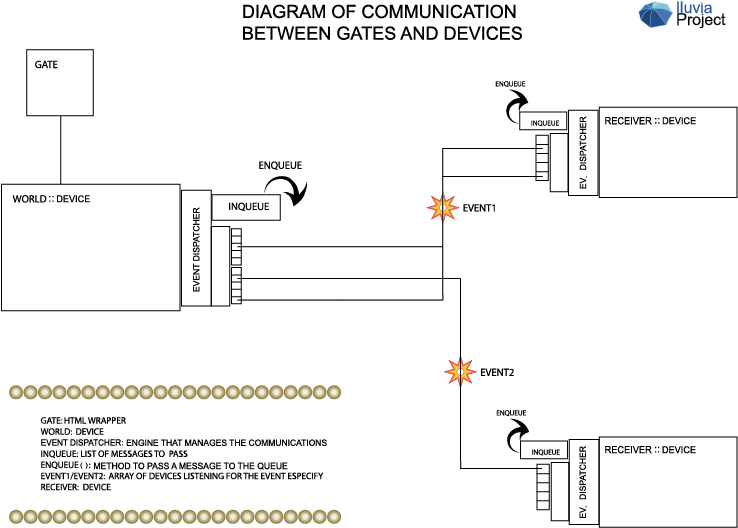 DIAGRAM OF COMMUNICATION
BETWEEN GATES AND DEVICES
lluvia
Project
GATE
ENQUEUE
INQUEUE
EV. DISPATCHER
RECEIVER :: DEVICE
ENQUEUE
WORLD :: DEVICE
EVENT DISPATCHER
INQUEUE
EVENT1
EVENT2
ENQUEUE
INQUEUE
EV. DISPATCHER
RECEIVER :: DEVICE
GATE: HTML WRAPPER
WORLD: DEVICE
EVENT DISPATCHER: ENGINE THAT MANAGES THE COMMUNICATIONS
INQUEUE: LIST OF MESSAGES TO PASS
ENQUEUE( ): METHOD TO PASS A MESSAGE TO THE QUEUE
EVENT1/EVENT2: ARRAY OF DEVICES LISTENING FOR THE EVENT ESPECIFY
RECEIVER: DEVICE